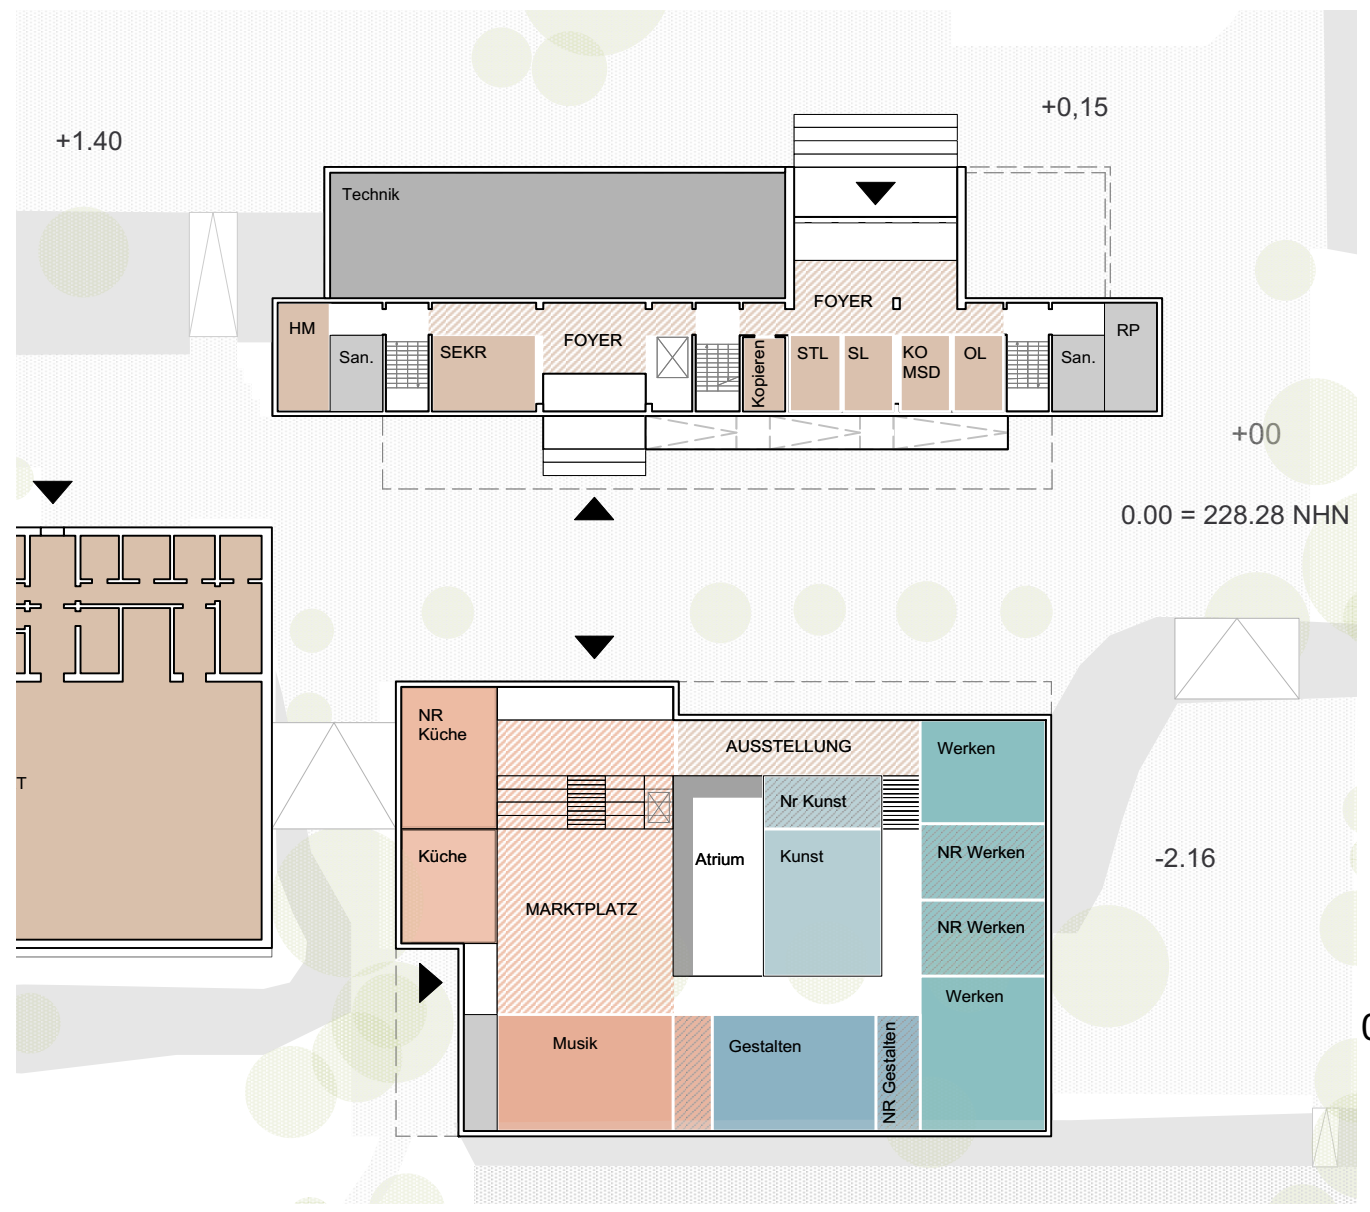 +0,15
+1.40
Technik
FOYER
HM
RP
San.
SEKR
FOYER
Kopieren
STL
SL
KO
MSD
OL
San.
+00
0.00 = 228.28 NHN
NR
Küche
AUSSTELLUNG
Werken
T
Nr Kunst
Küche
Atrium
Kunst
NR Werken
-2.16
MARKTPLATZ
NR Werken
Werken
Musik
Gestalten
NR Gestalten